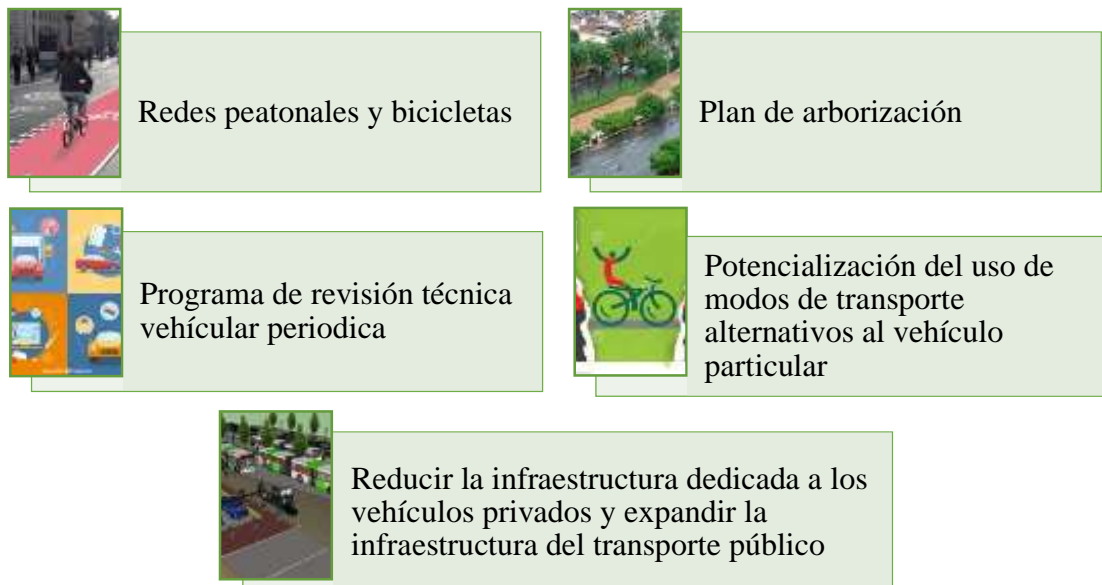 Redes peatonales y bicicletas
Plan de arborización
Programa de revisión técnica
vehícular periodica
Potencialización del uso de
modos de transporte
alternativos al vehículo
particular
Reducir la infraestructura dedicada a los
vehículos privados y expandir la
infraestructura del transporte público